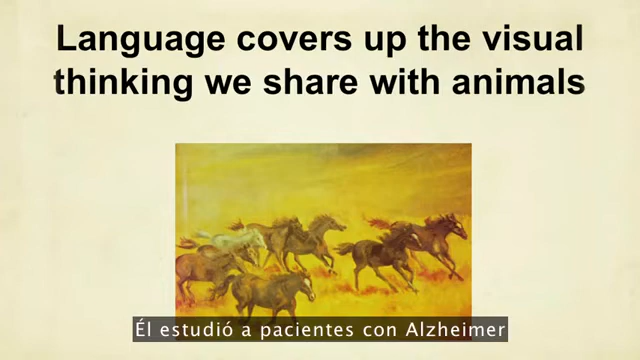 Language covers up the visual
thinking we share with animals
Él estudió a pacientes con Alzheimer